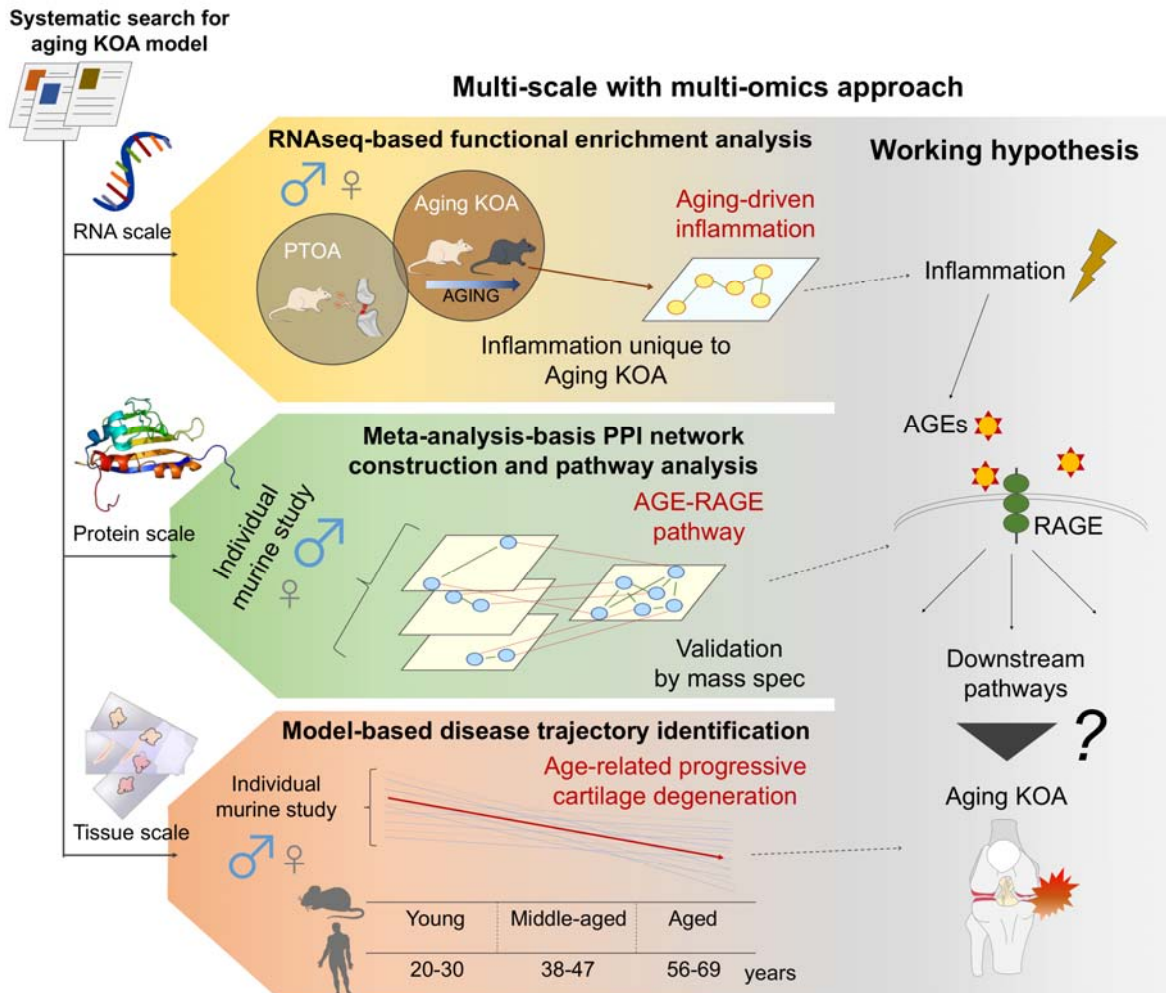 Systematic search for
aging KOA model
Multi-scale with multi-omics approach
RNAseq-based functional enrichment analysis
Working hypothesis
RNA scale
♂ ♀
PTOA
Aging KOA
AGING
Aging-driven
inflammation
Inflammation unique to
Aging KOA
Inflammation
Meta-analysis-basis PPI network
construction and pathway analysis
Protein scale
Individual
murine study
♂
♀
AGE-RAGE
pathway
Validation
by mass spec
AGEs
RAGE
Downstream
pathways
?
Model-based disease trajectory identification
Tissue scale
Individual
murine study
♂ ♀
Age-related progressive
cartilage degeneration
Young Middle-aged Aged
20-30 38-47 56-69 years
Aging KOA